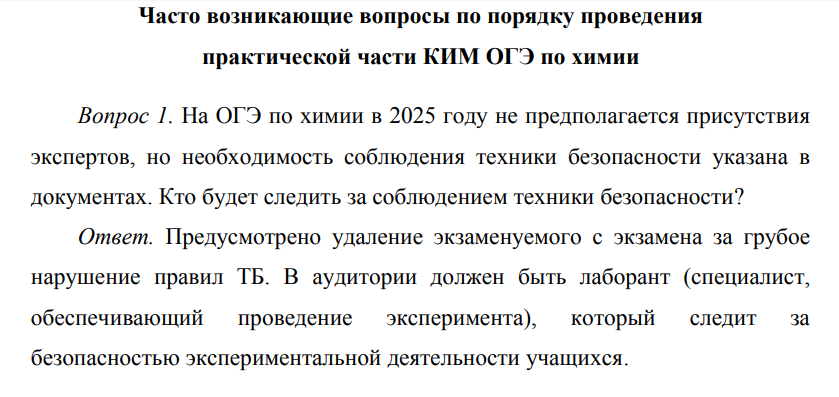 Часто возникающие вопросы по порядку проведения
практической части КИМ ОГЭ по химии
Вопрос 1. На ОГЭ по химии в 2025 году не предполагается присутствия
экспертов, но необходимость соблюдения техники безопасности указана в
документах. Кто будет следить за соблюдением техники безопасности?
Ответ. Предусмотрено удаление экзаменуемого с экзамена за грубое
нарушение правил ТБ. В аудитории должен быть лаборант (специалист,
обеспечивающий проведение эксперимента), который следит за
безопасностью экспериментальной деятельности учащихся.